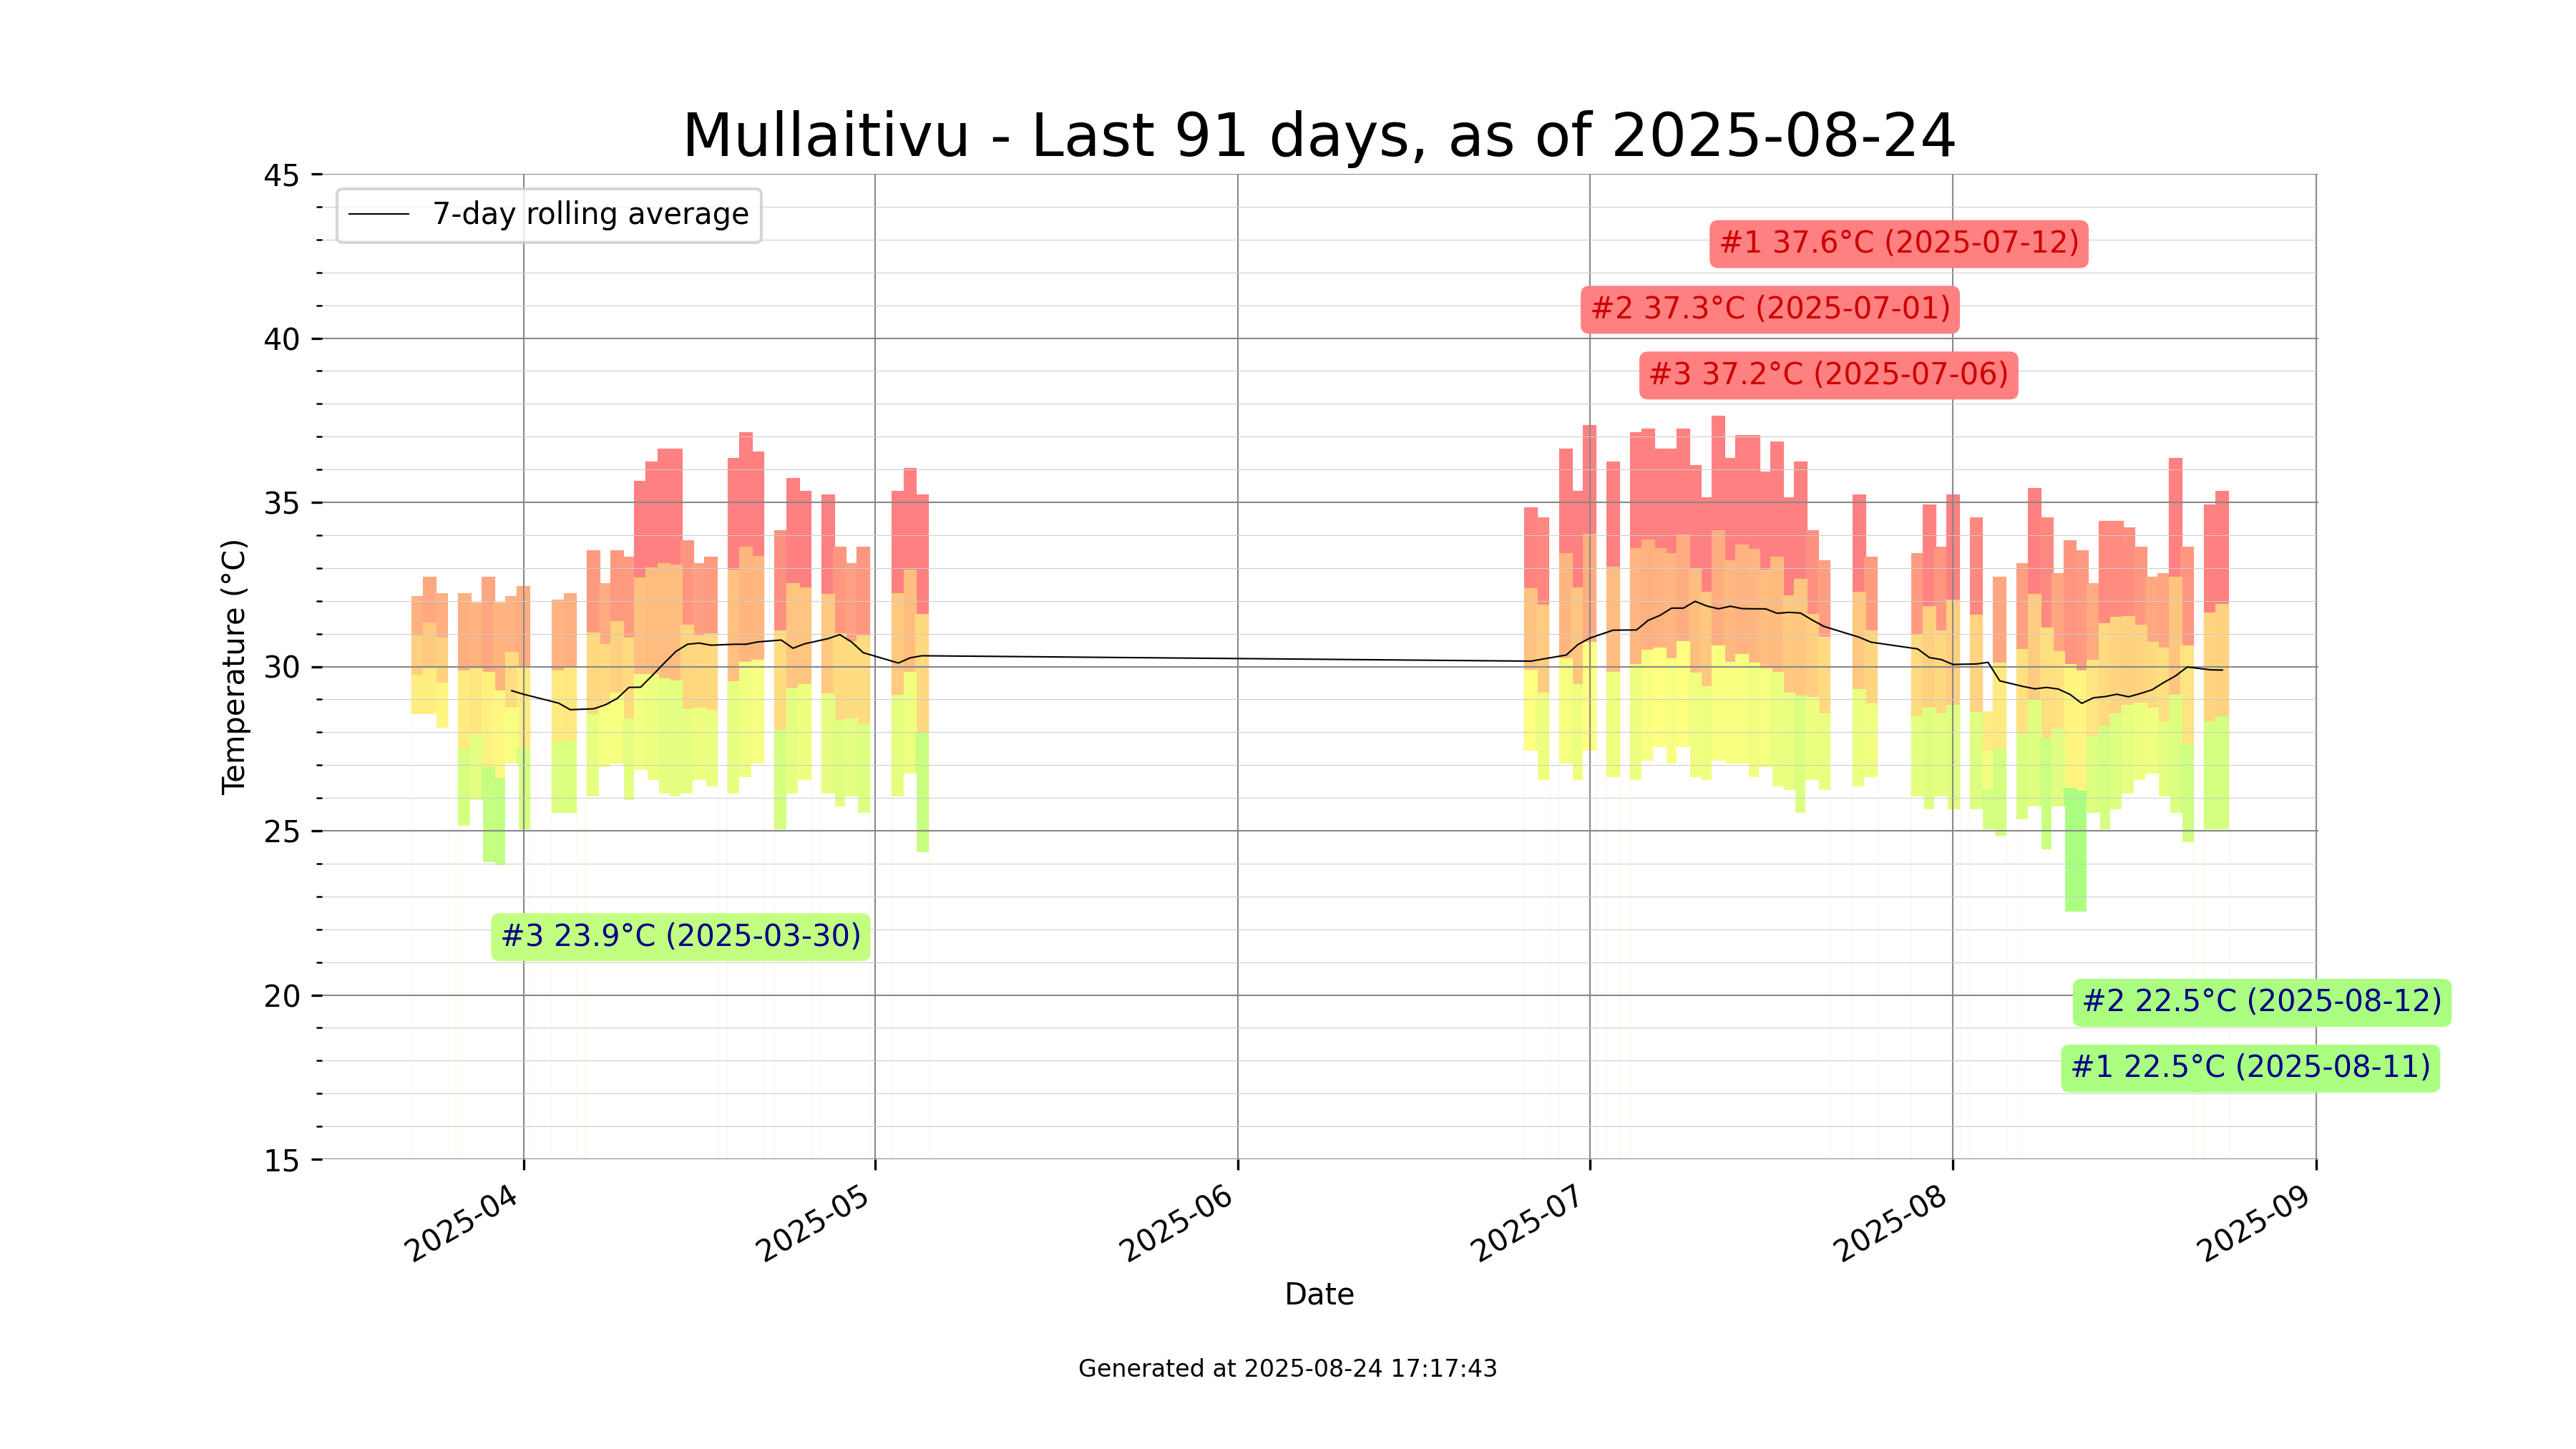 Mullaitivu - Last 91 days, as of 2025-08-24
7-day rolling average
#1 37.6°C (2025-07-12)
#2 37.3°C (2025-07-01)
#3 37.2°C (2025-07-06)
#3 23.9°C (2025-03-30)
#2 22.5°C (2025-08-12)
#1 22.5°C (2025-08-11)
Temperature (°C)
45
40
35
30
25
20
15
2025-04
2025-05
2025-06
2025-07
2025-08
2025-09
Date
Generated at 2025-08-24 17:17:43